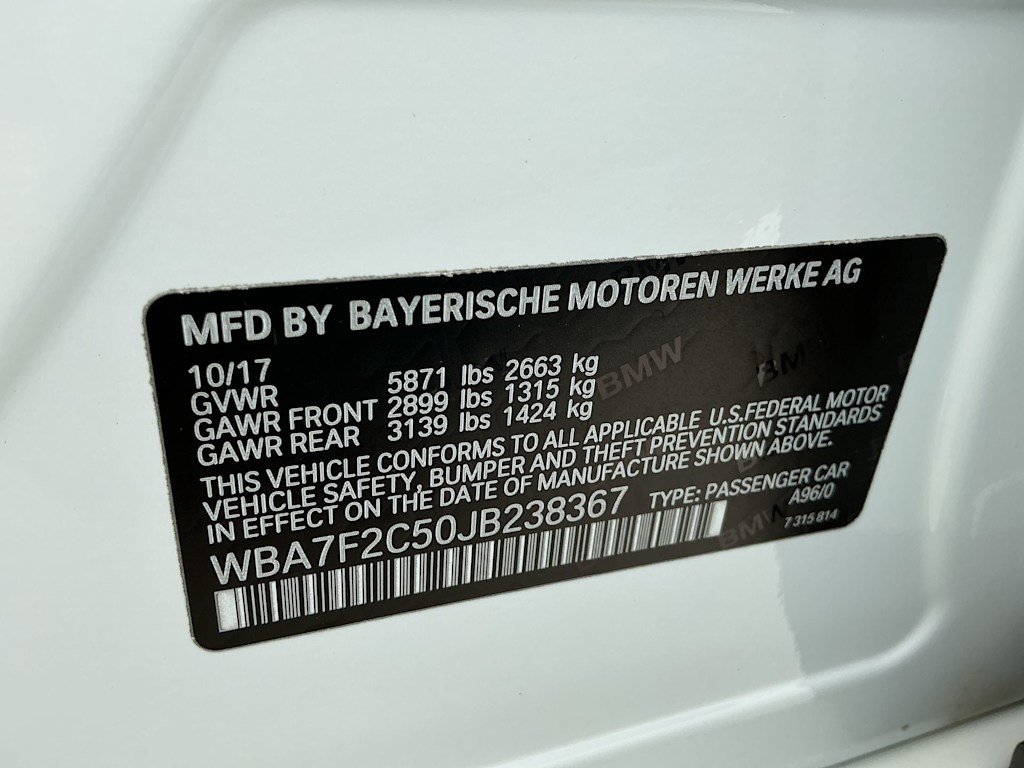 MFD BY BAYERISCHE MOTOREN WERKE AG
10/17
GVWR 5871 lbs 2663 kg
GAWR FRONT 2899 lbs 1315 kg
GAWR REAR 3139 lbs 1424 kg
THIS VEHICLE CONFORMS TO ALL APPLICABLE U.S.FEDERAL MOTOR
VEHICLE SAFETY, BUMPER AND THEFT PREVENTION STANDARDS
IN EFFECT ON THE DATE OF MANUFACTURE SHOWN ABOVE.
WBA7F2C50JB238367 TYPE: PASSENGER CAR
A96/0
7 315 814
BMW
BMW
BMW